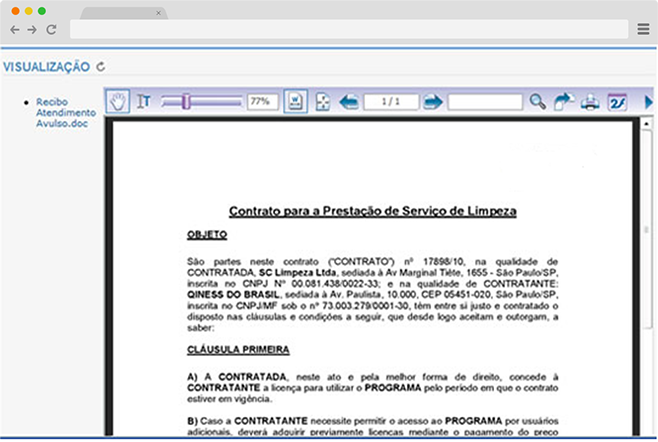 VISUALIZAÇÃO
Recibo
Atendimento
Avulso.doc
77%
1 / 1
Contrato para a Prestação de Serviço de Limpeza
OBJETO
São partes neste contrato ("CONTRATO") nº 17898/10, na qualidade de
CONTRATADA, SC Limpeza Ltda, sediada à Av Marginal Tiête, 1655 - São Paulo/SP,
inscrita no CNPJ Nº 00.081.438/0022-33; e na qualidade de CONTRATANTE:
QINESS DO BRASIL, sediada à Av. Paulista, 10.000, CEP 05451-020, São Paulo/SP,
inscrita no CNPJ/MF sob o nº 73.003.279/0001-30, têm entre si justo e contratado o
disposto nas cláusulas e condições a seguir, que desde logo aceitam e outorgam, a
saber:
CLÁUSULA PRIMEIRA
A) A CONTRATADA, neste ato e pela melhor forma de direito, concede à
CONTRATANTE a licença para utilizar o PROGRAMA pelo período em que o contrato
estiver em vigência.
B) Caso a CONTRATANTE necessite permitir o acesso ao PROGRAMA por usuários
adicionais, deverá adquirir previamente licenças mediante o pagamento do preço